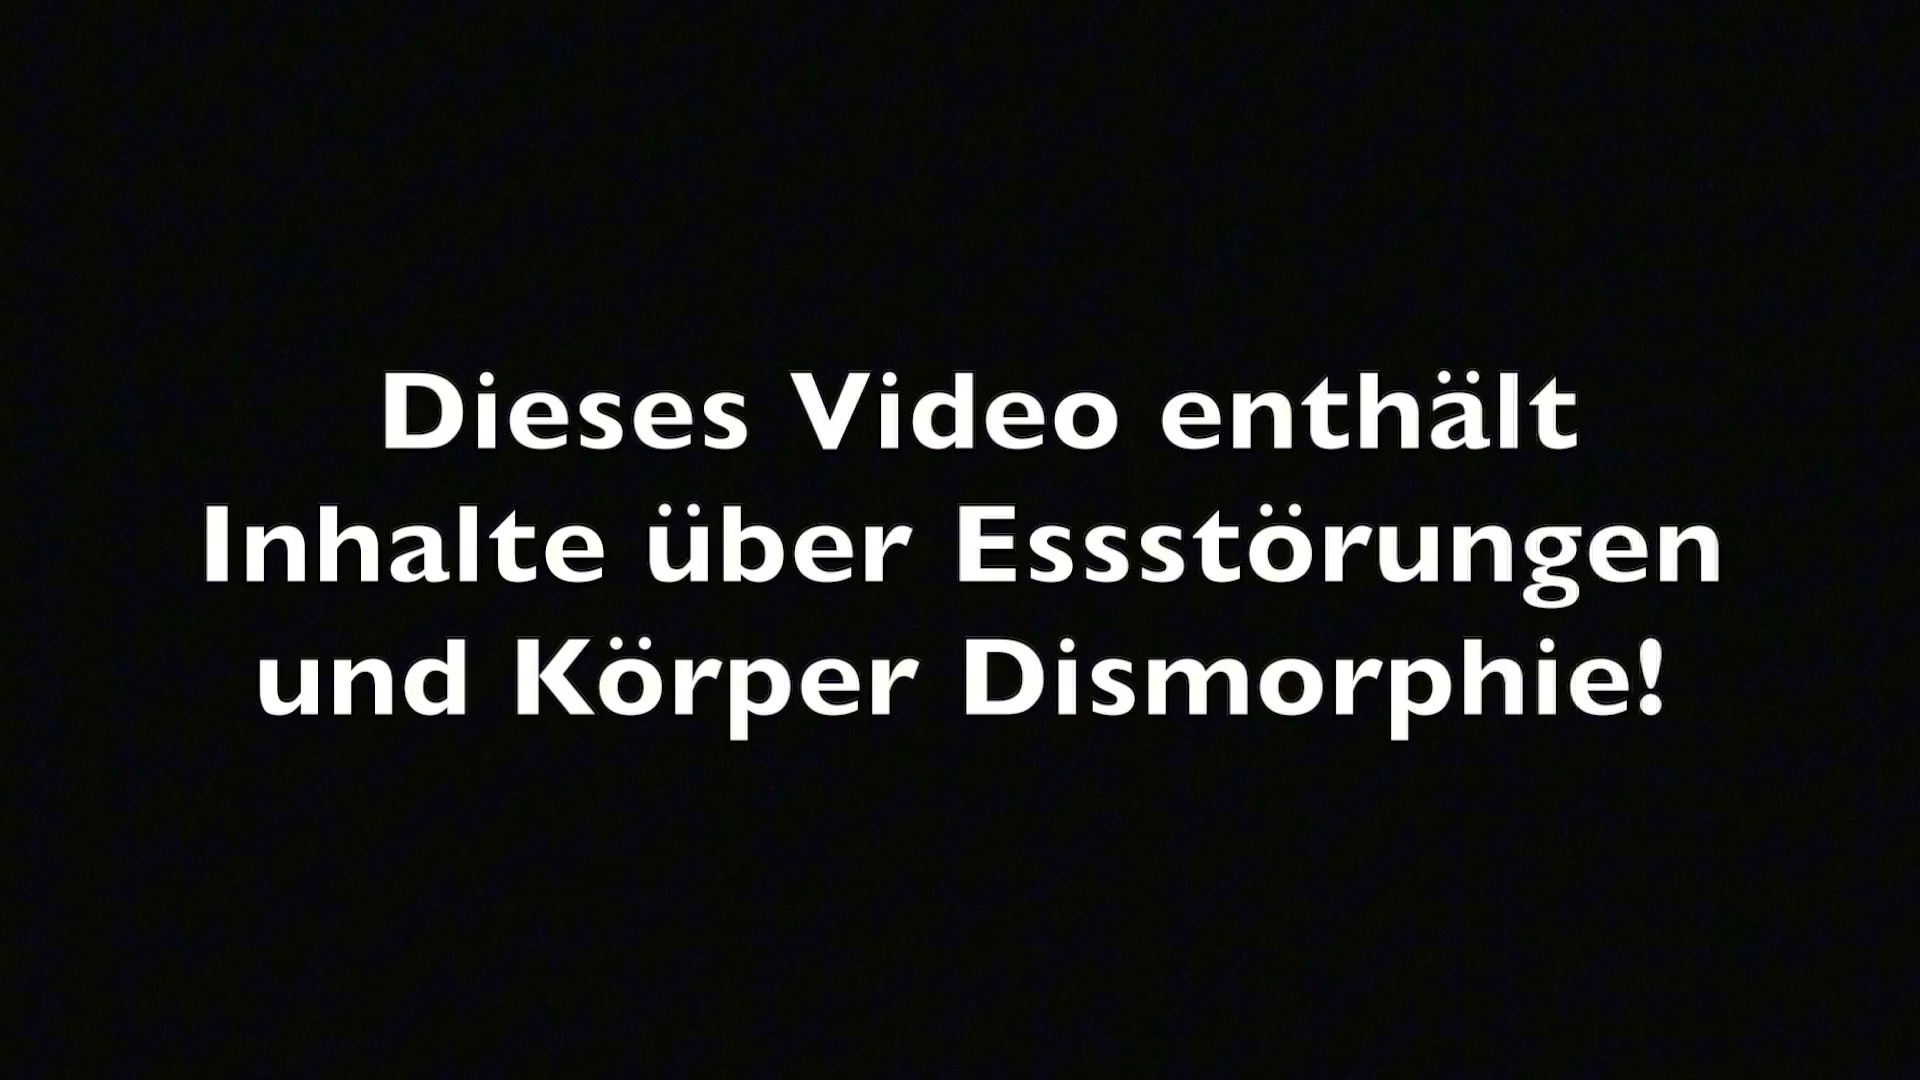 Dieses Video enthält
Inhalte über Essstörungen
und Körper Dismorphie!